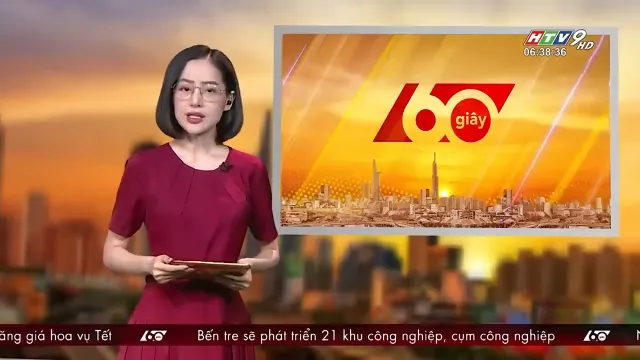 HTV9 HD
06:38:36
60 giây
ăng giá hoa vụ Tết 60 Bến tre sẽ phát triển 21 khu công nghiệp, cụm công nghiệp 60 N